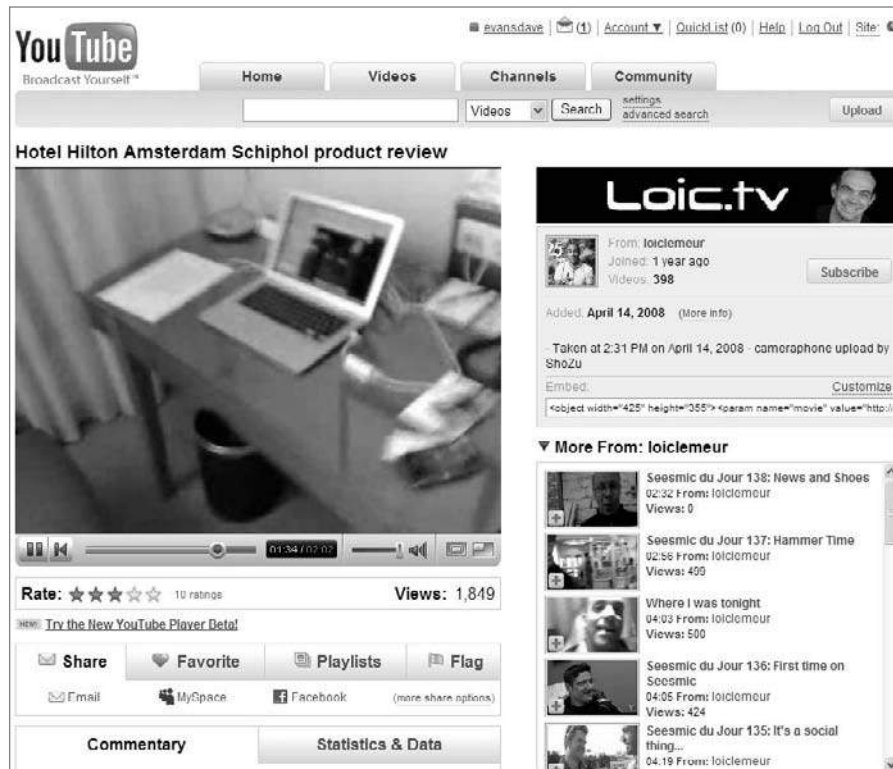 evansdave | (1) | Account ▼ | QuickList (0) | Help | Log Out | Site:
You Tube
Broadcast Yourself™
Home Videos Channels Community
Videos Search settings
advanced search
Upload
Hotel Hilton Amsterdam Schiphol product review
01:34 / 02:02
Rate: 10 ratings Views: 1,849
NEW! Try the New YouTube Player Beta!
Share Favorite Playlists Flag
Email MySpace Facebook (more share options)
Commentary Statistics & Data
Loic.tv
From: loiclemeur
Joined: 1 year ago
Videos: 398
Subscribe
Added: April 14, 2008 (More info)
- Taken at 2:31 PM on April 14, 2008 - cameraphone upload by
ShoZu
Embed: Customize
<object width="425" height="355"> <param name="movie" value="http:/
▼ More From: loiclemeur
Seesmic du Jour 138: News and Shoes
02:32 From: loiclemeur
Views: 0
Seesmic du Jour 137: Hammer Time
02:56 From: loiclemeur
Views: 499
Where I was tonight
04:03 From: loiclemeur
Views: 500
Seesmic du Jour 136: First time on
Seesmic
04:05 From: loiclemeur
Views: 424
Seesmic du Jour 135: It's a social
thing...
04:19 From: loiclemeur